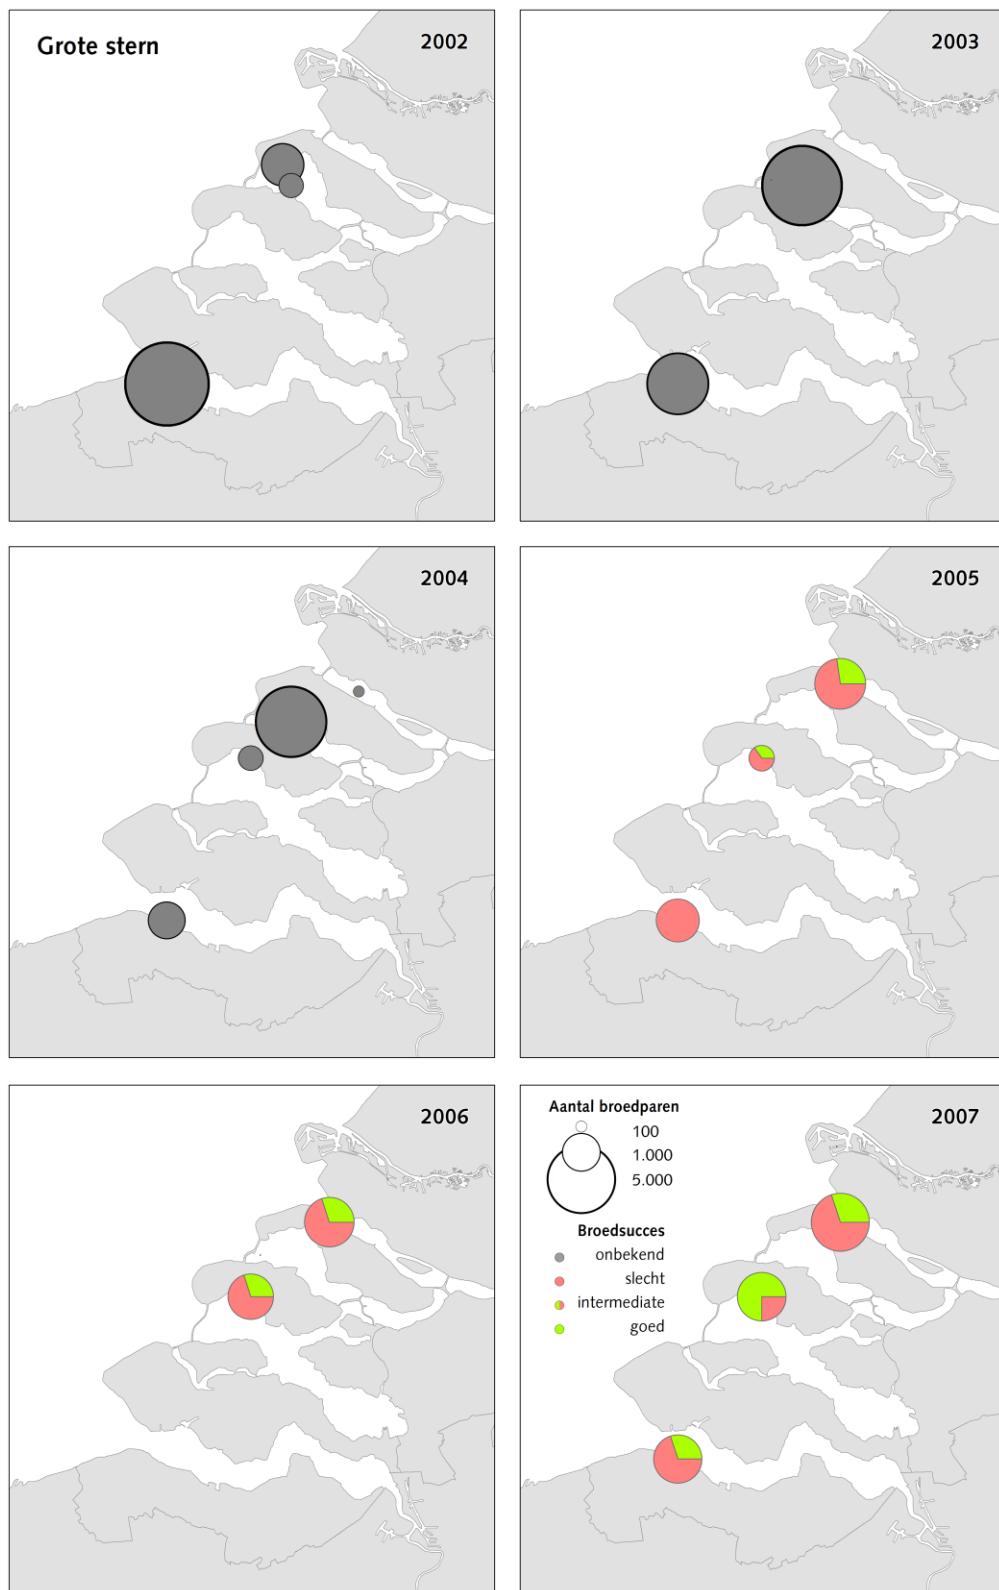 Grote stern
2002
2003
2004
2005
2006
2007
Aantal broedparen
100
1.000
5.000
Broedsucces
onbekend
slecht
intermediate
goed